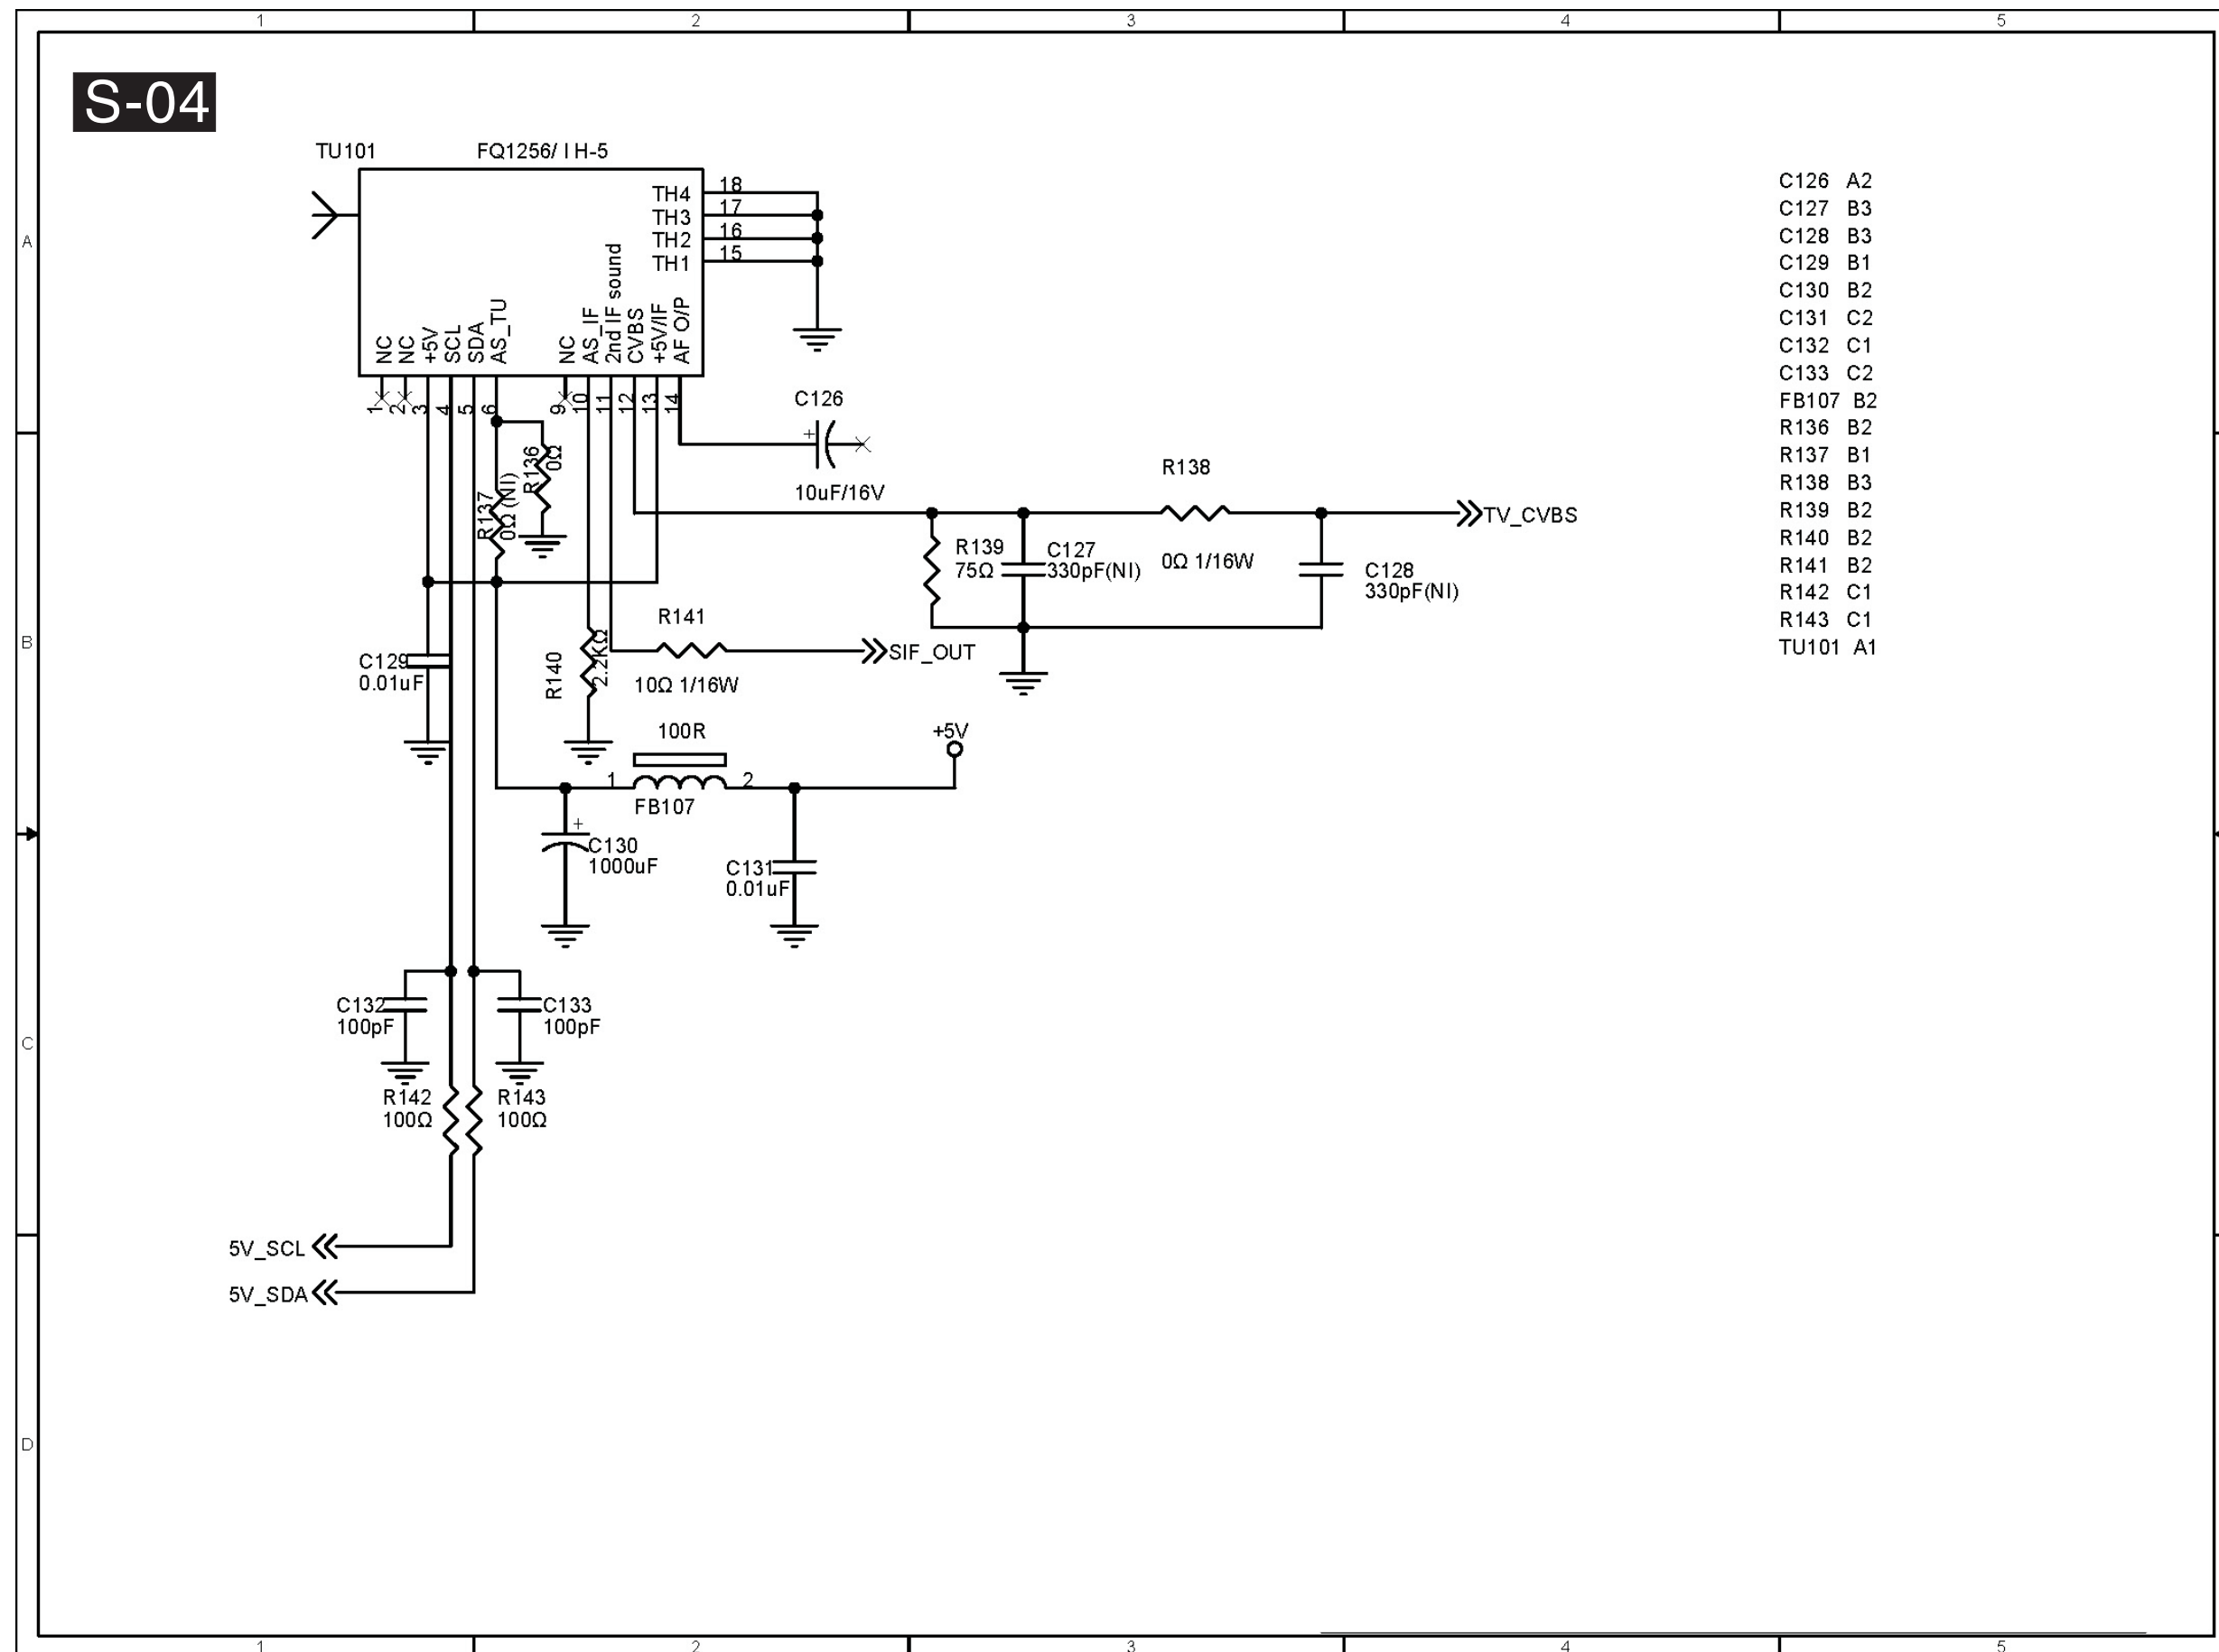 1 2 3 4 5
S-04
TU101 FQ1256/ I H-5
TH4 18
TH3 17
TH2 16
TH1 15
A
NC
NC
+5V
SCL
SDA
AS_TU
NC
AS_IF
2nd IF sound
CVBS
+5V/IF
AF O/P
1
2
3
4
5
6
9
10
11
12
13
14
C126
+
10uF/16V
R136
0Ω
R137
0Ω (NI)
R138
0Ω 1/16W
TV_CVBS
R139
75Ω
C127
330pF(NI)
C128
330pF(NI)
B
C129
0.01uF
R140
2.2KΩ
R141
10Ω 1/16W
SIF_OUT
100R
1 2
FB107
+5V
+
C130
1000uF
C131
0.01uF
C132
100pF
C133
100pF
C
R142
100Ω
R143
100Ω
5V_SCL
5V_SDA
D
C126 A2
C127 B3
C128 B3
C129 B1
C130 B2
C131 C2
C132 C1
C133 C2
FB107 B2
R136 B2
R137 B1
R138 B3
R139 B2
R140 B2
R141 B2
R142 C1
R143 C1
TU101 A1
1 2 3 4 5